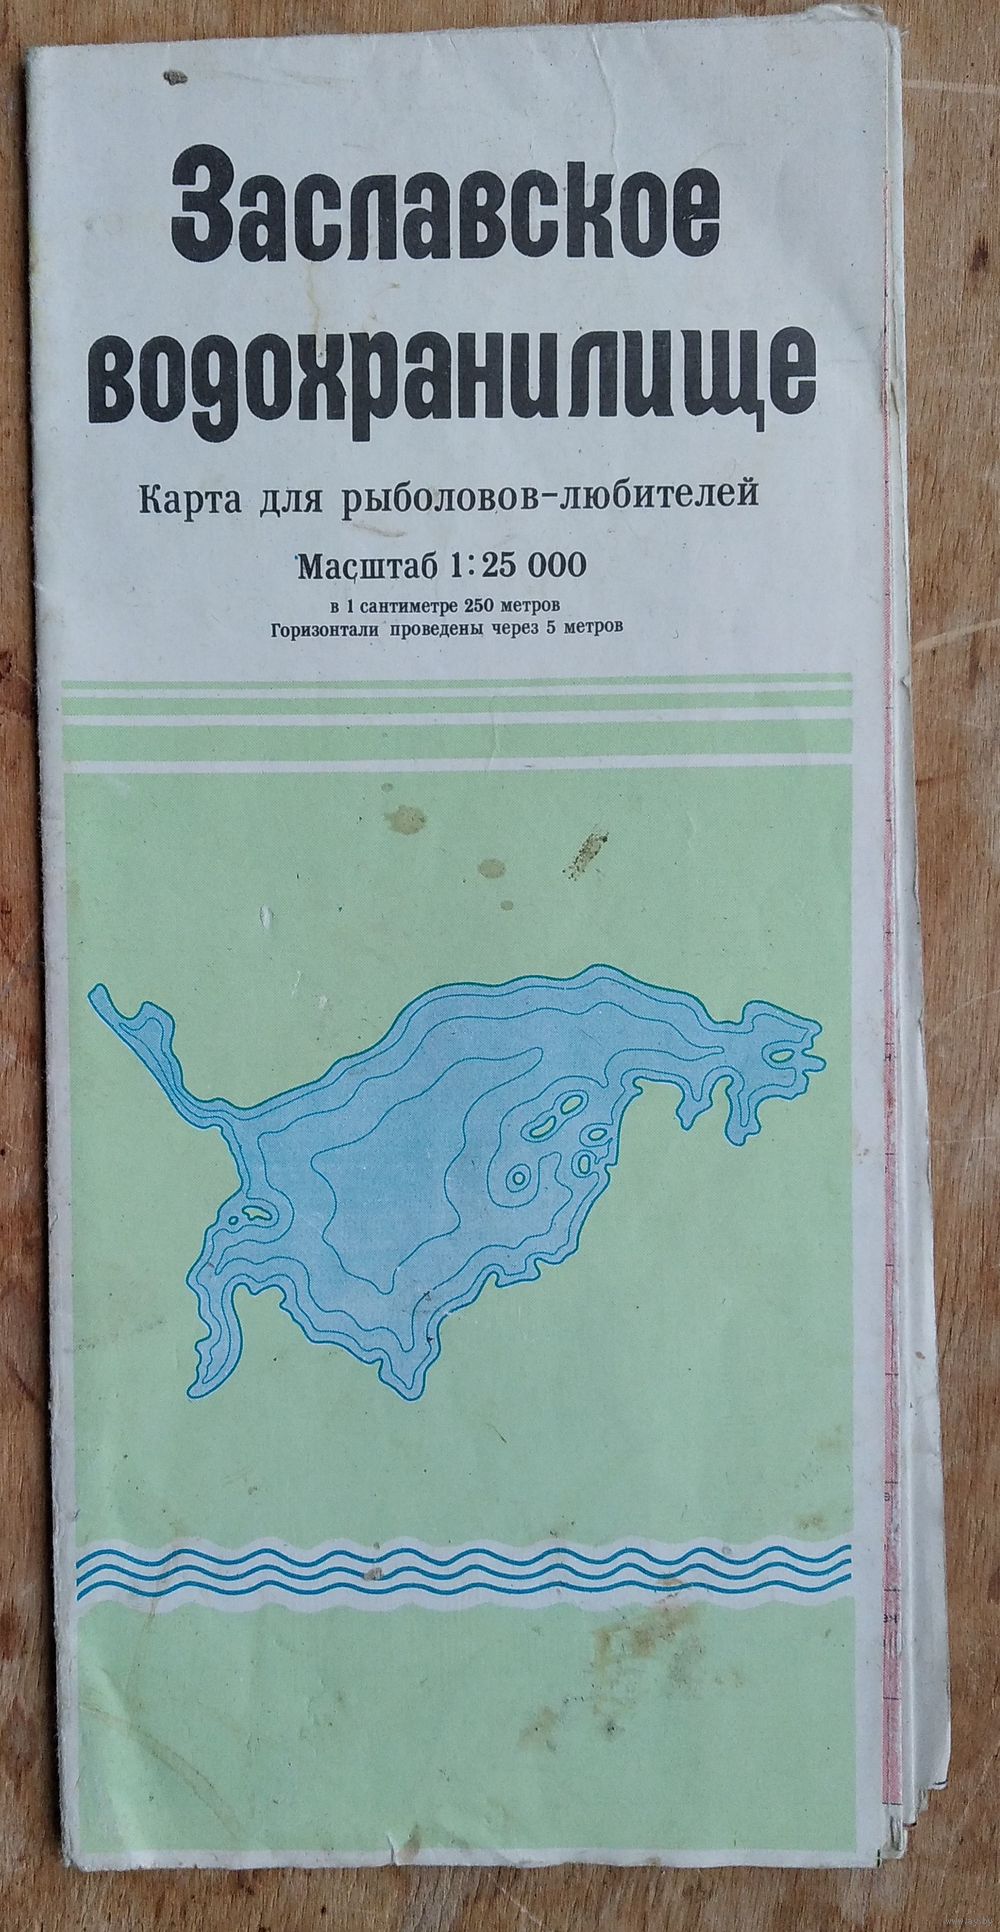 Заславское
водохранилище
Карта для рыболовов-любителей
Масштаб 1:25 000
в 1 сантиметре 250 метров
Горизонтали проведены через 5 метров